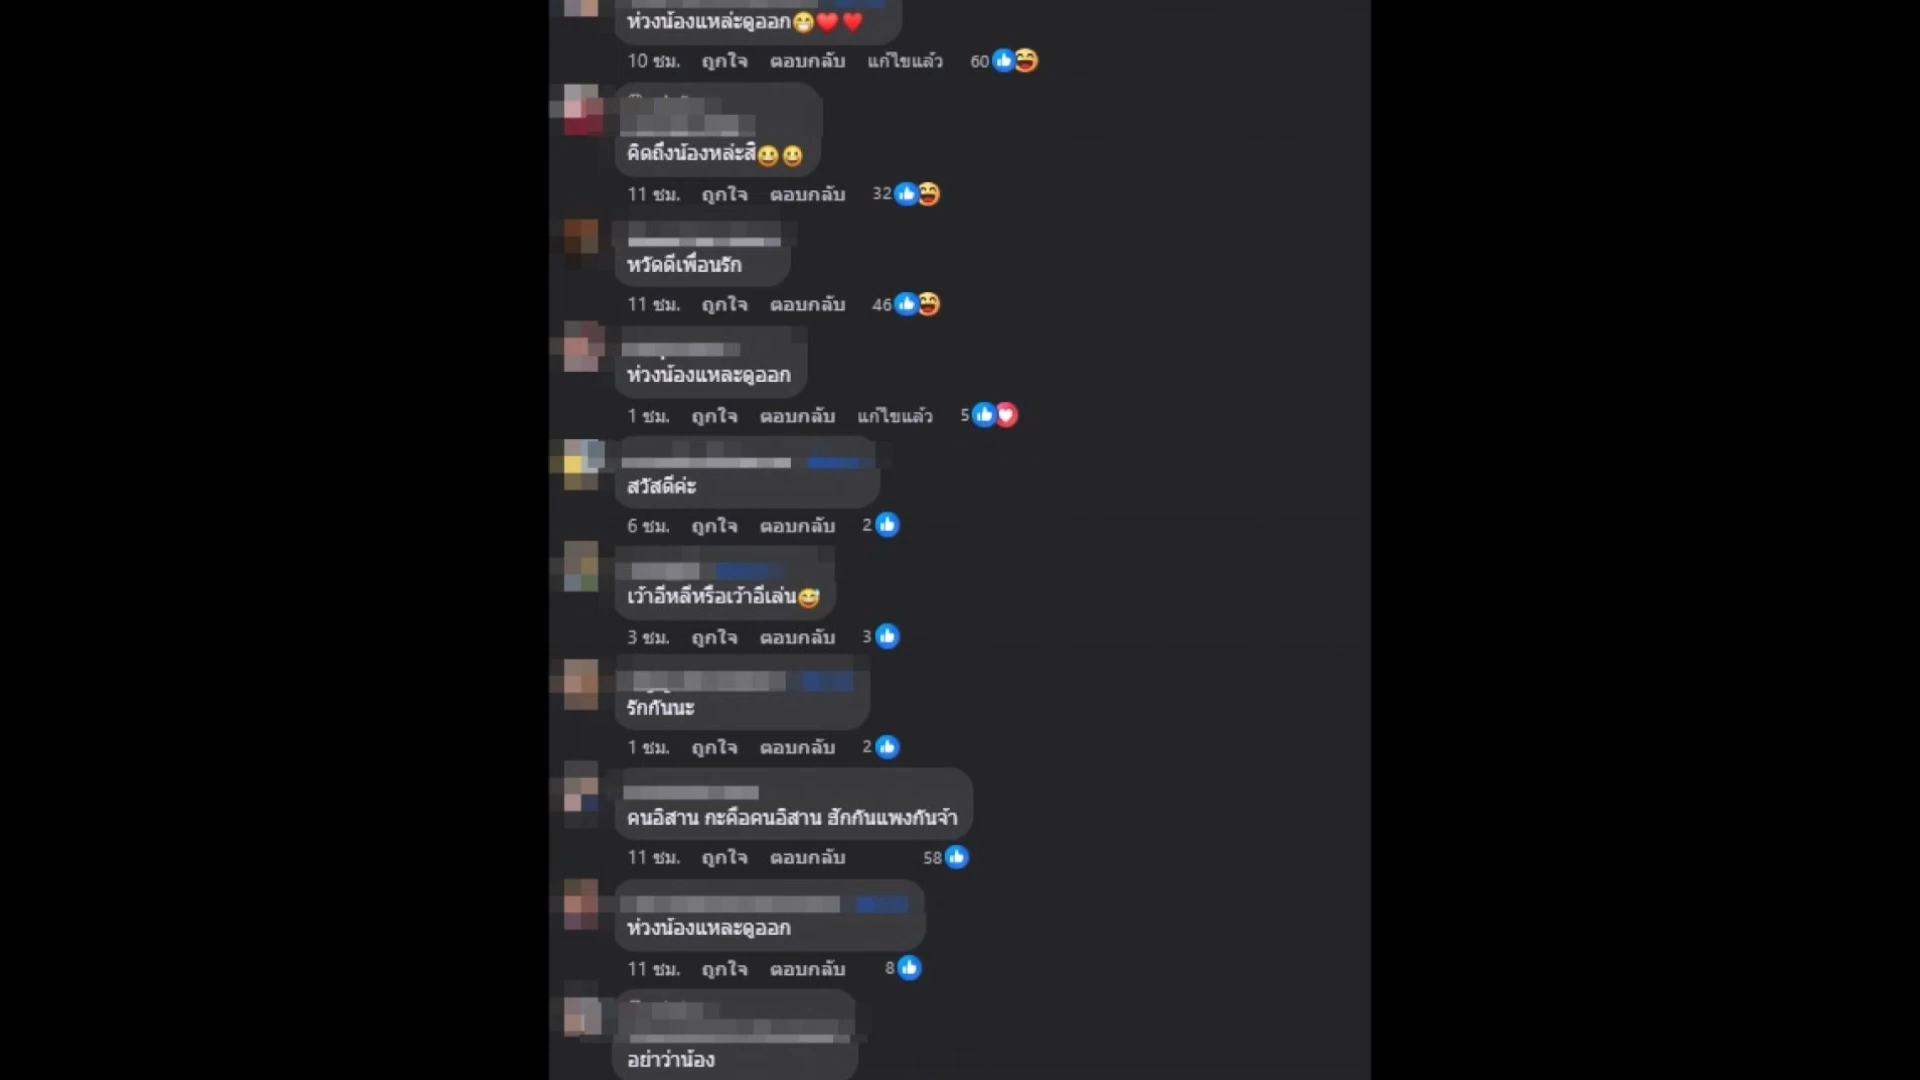 ห่วงน้องแหล่ะดูออก😁❤️❤️
10 ชม. ถูกใจ ตอบกลับ แก้ไขแล้ว 60
คิดถึงน้องหล่ะสิ😀😀
11 ชม. ถูกใจ ตอบกลับ 32
หวัดดีเพื่อนรัก
11 ชม. ถูกใจ ตอบกลับ 46
ห่วงน้องแหละดูออก
1 ชม. ถูกใจ ตอบกลับ แก้ไขแล้ว 5
สวัสดีค่ะ
6 ชม. ถูกใจ ตอบกลับ 2
เว้าอีหลีหรือเว้าอีเล่น😅
3 ชม. ถูกใจ ตอบกลับ 3
รักกันนะ
1 ชม. ถูกใจ ตอบกลับ 2
คนอิสาน กะคือคนอิสาน ฮักกันแพงกันจ้า
11 ชม. ถูกใจ ตอบกลับ 58
ห่วงน้องแหละดูออก
11 ชม. ถูกใจ ตอบกลับ 8
อย่าว่าน้อง